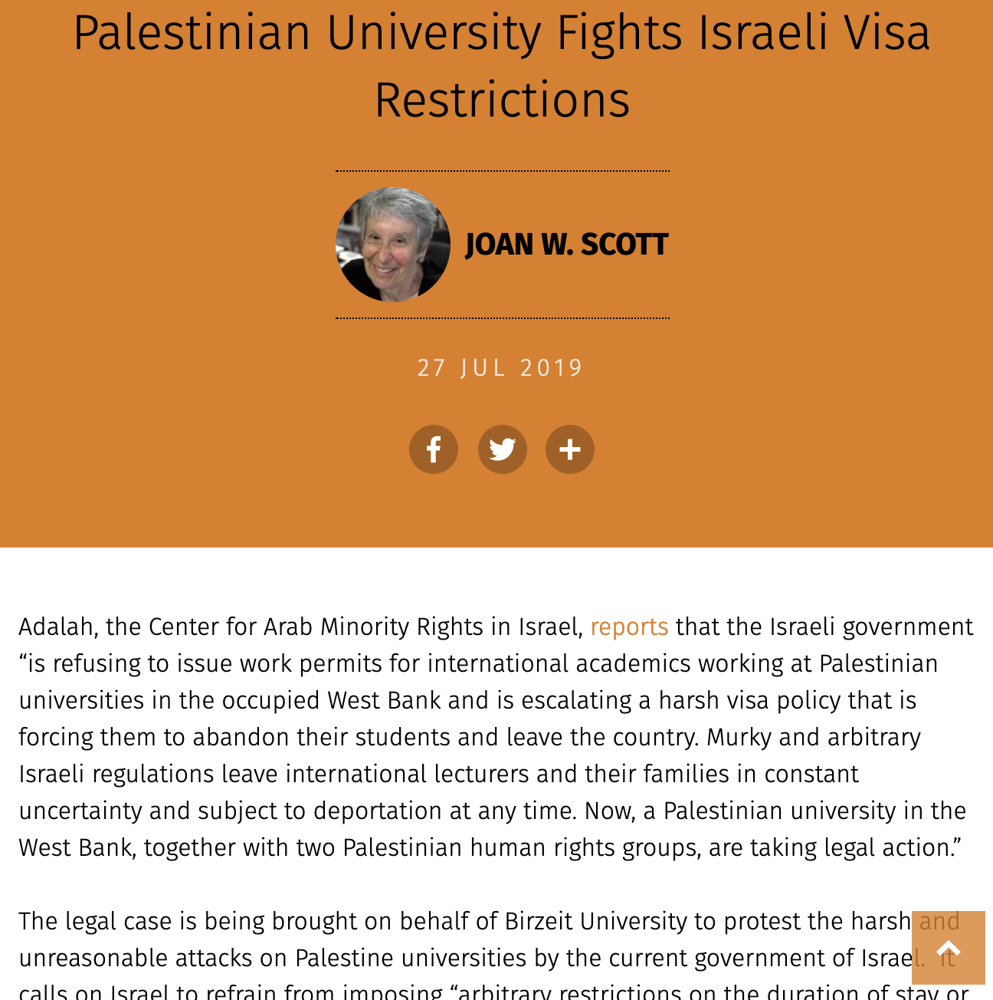 Palestinian University Fights Israeli Visa
Restrictions
JOAN W. SCOTT
27 JUL 2019
Adalah, the Center for Arab Minority Rights in Israel, reports that the Israeli government
“is refusing to issue work permits for international academics working at Palestinian
universities in the occupied West Bank and is escalating a harsh visa policy that is
forcing them to abandon their students and leave the country. Murky and arbitrary
Israeli regulations leave international lecturers and their families in constant
uncertainty and subject to deportation at any time. Now, a Palestinian university in the
West Bank, together with two Palestinian human rights groups, are taking legal action.”
The legal case is being brought on behalf of Birzeit University to protest the harsh and
unreasonable attacks on Palestine universities by the current government of Israel.  It
calls on Israel to refrain from imposing “arbitrary restrictions on the duration of stay or